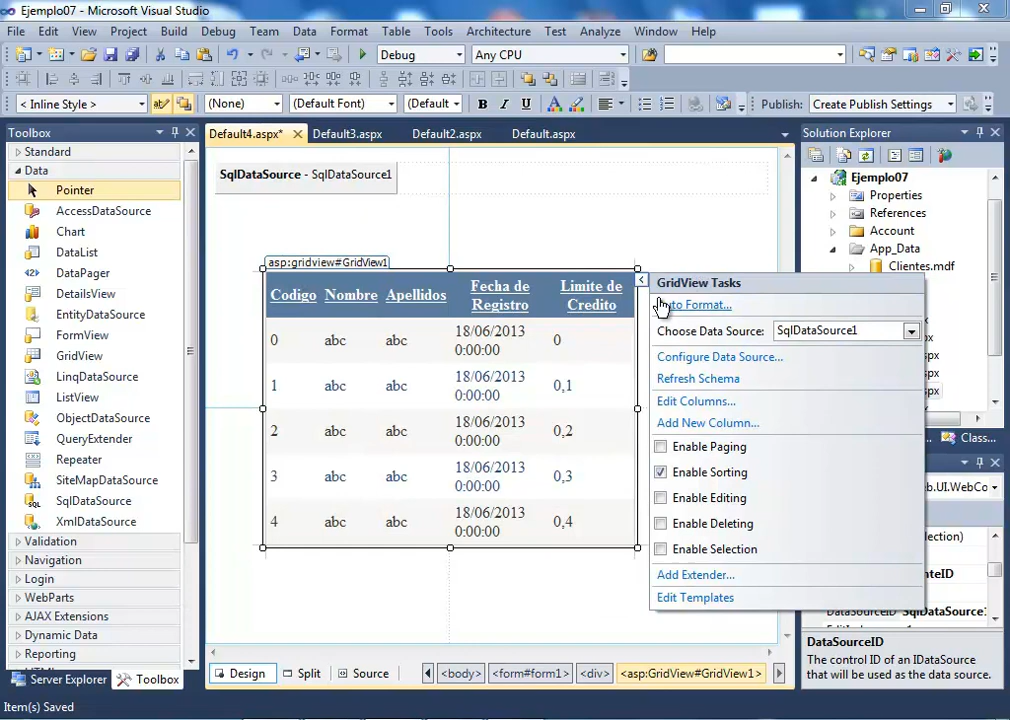 Ejemplo07 - Microsoft Visual Studio
File Edit View Project Build Debug Team Data Format Table Tools Architecture Test Analyze Window Help
Debug Any CPU
< Inline Style > (None) (Default Font) (Default B I U A Publish: Create Publish Settings
Toolbox
Standard
Data
Pointer
AccessDataSource
Chart
DataList
DataPager
DetailsView
EntityDataSource
FormView
GridView
LinqDataSource
ListView
ObjectDataSource
QueryExtender
Repeater
SiteMapDataSource
SqlDataSource
XmlDataSource
Validation
Navigation
Login
WebParts
AJAX Extensions
Dynamic Data
Reporting
Server Explorer Toolbox
Default4.aspx* Default3.aspx Default2.aspx Default.aspx
SqlDataSource - SqlDataSource1
asp:gridview#GridView1
Codigo Nombre Apellidos Fecha de Registro Limite de Credito
0 abc abc 18/06/2013 0:00:00 0
1 abc abc 18/06/2013 0:00:00 0,1
2 abc abc 18/06/2013 0:00:00 0,2
3 abc abc 18/06/2013 0:00:00 0,3
4 abc abc 18/06/2013 0:00:00 0,4
GridView Tasks
Format...
Choose Data Source: SqlDataSource1
Configure Data Source...
Refresh Schema
Edit Columns...
Add New Column...
Enable Paging
Enable Sorting
Enable Editing
Enable Deleting
Enable Selection
Add Extender...
Edit Templates
Design Split Source <body> <form#form1> <div> <asp:GridView#GridView1>
Solution Explorer
Ejemplo07
Properties
References
Account
App_Data
Clientes.mdf
Class...
DataSourceID
The control ID of an IDataSource
that will be used as the data source.
Item(s) Saved